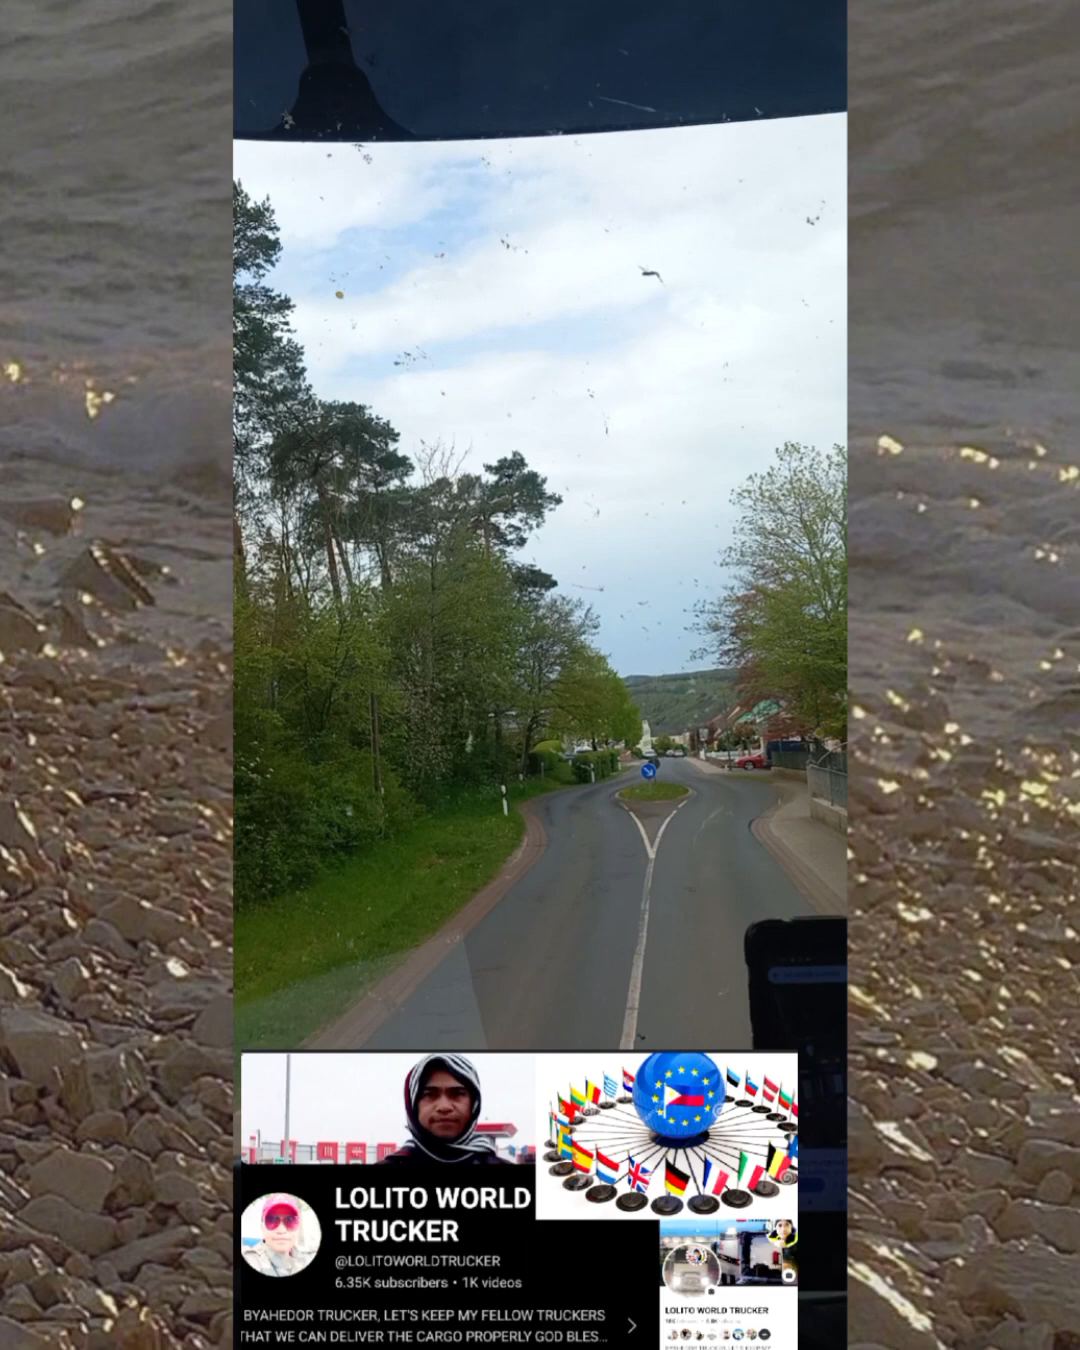 LOLITO WORLD
TRUCKER
@LOLITOWORLDTRUCKER
6.35K subscribers • 1K videos
BYAHEDOR TRUCKER, LET'S KEEP MY FELLOW TRUCKERS
THAT WE CAN DELIVER THE CARGO PROPERLY GOD BLES...
LOLITO WORLD TRUCKER